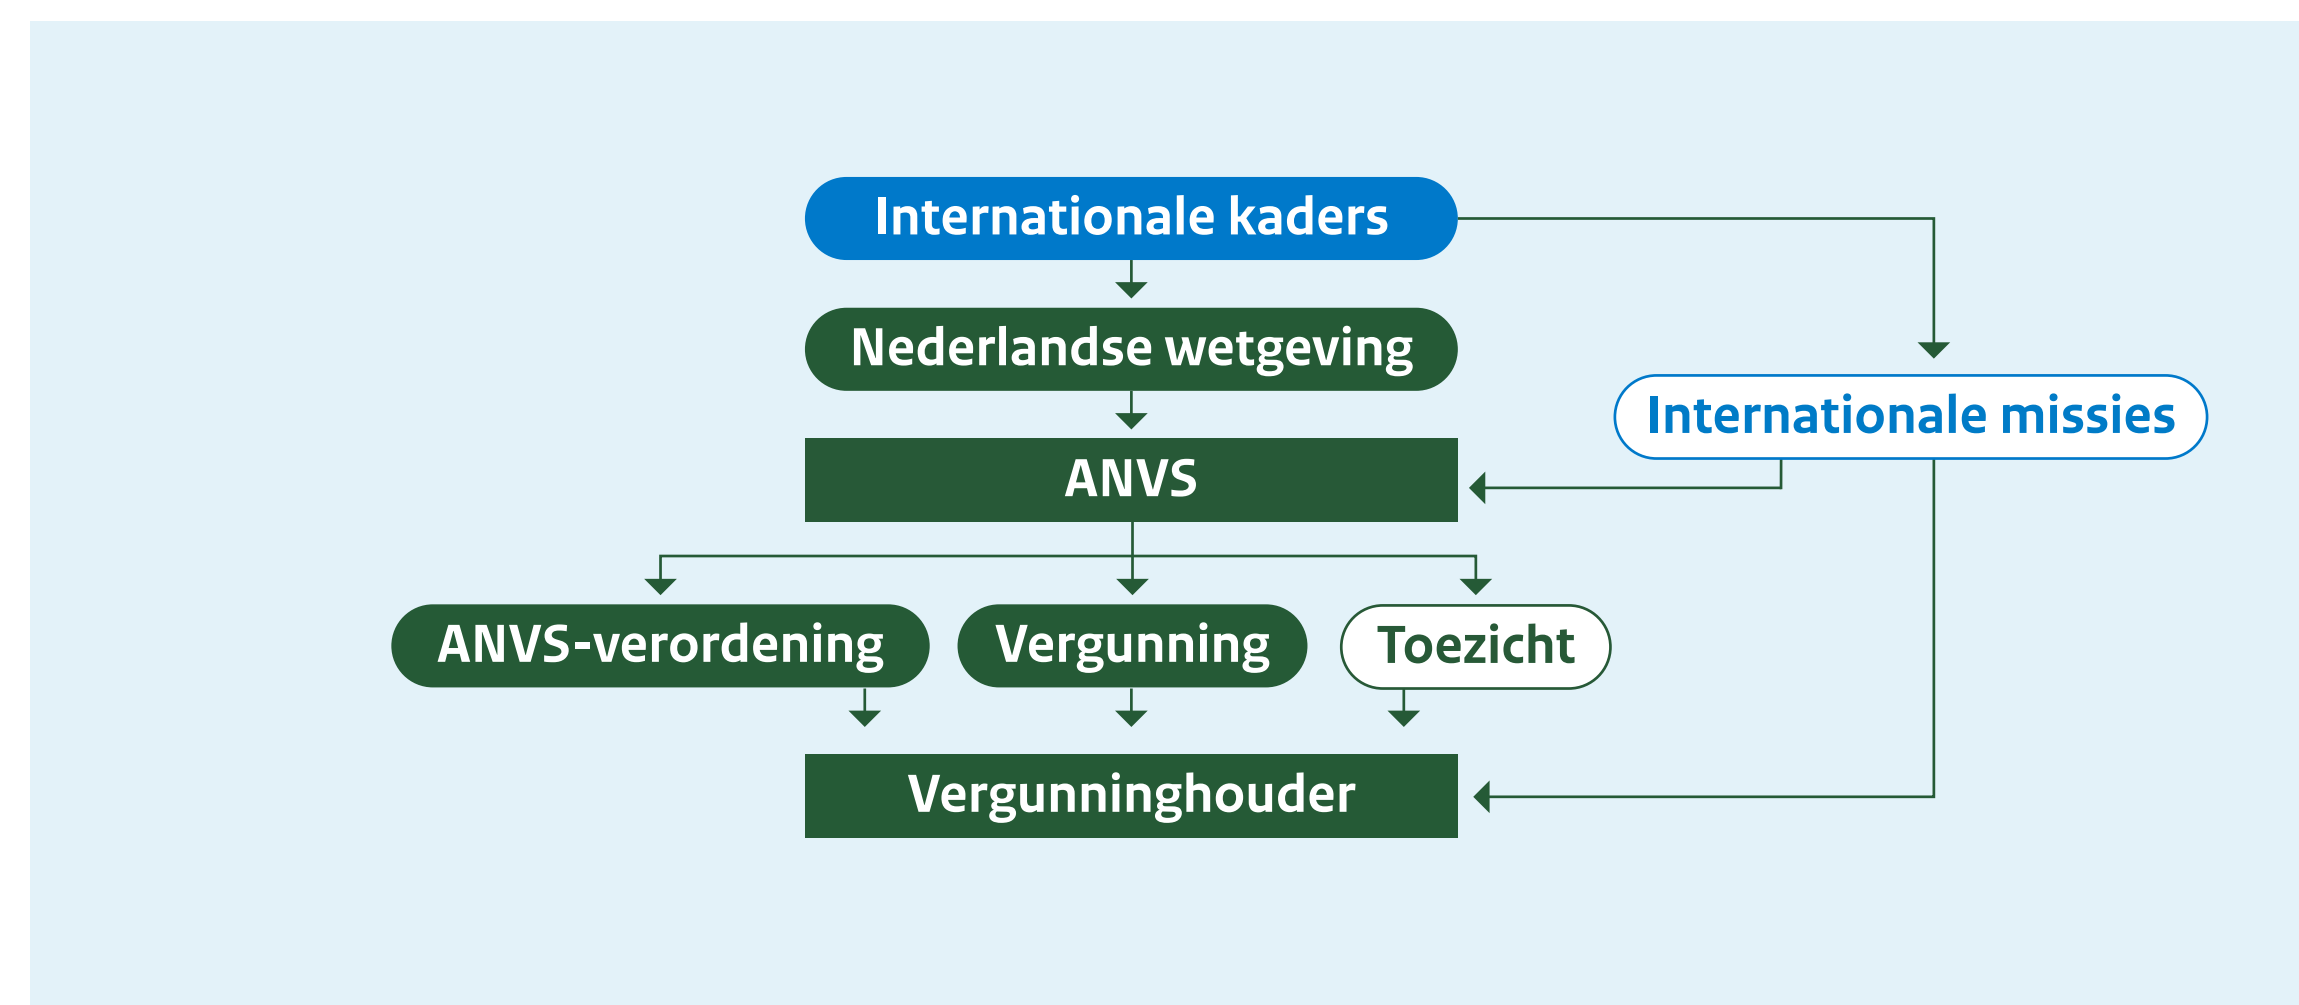 Internationale kaders
Nederlandse wetgeving
Internationale missies
ANVS
ANVS-verordening
Vergunning
Toezicht
Vergunninghouder